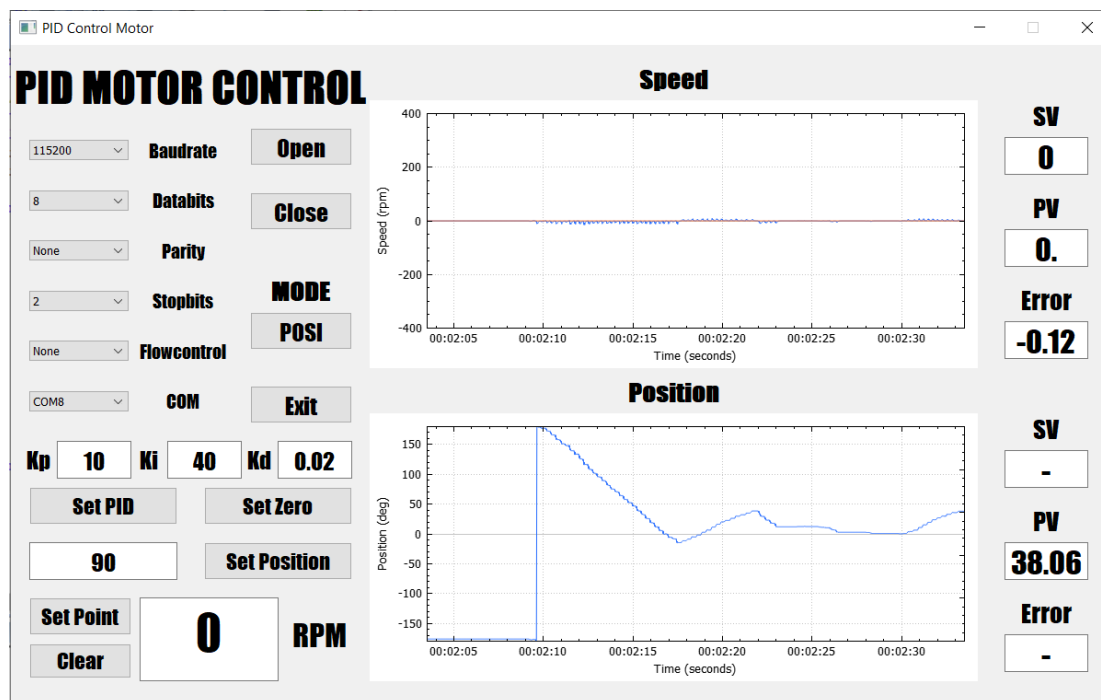 PID Control Motor
PID MOTOR CONTROL
115200 Baudrate Open
8 Databits Close
None Parity
2 Stopbits
MODE
POSI
None Flowcontrol
COM8 COM Exit
Kp 10 Ki 40 Kd 0.02
Set PID Set Zero
90 Set Position
Set Point
Clear
0 RPM
Speed
400
200
0
-200
-400
Speed (rpm)
00:02:05 00:02:10 00:02:15 00:02:20 00:02:25 00:02:30
Time (seconds)
SV
0
PV
0.
Error
-0.12
Position
150
100
50
0
-50
-100
-150
Position (deg)
00:02:05 00:02:10 00:02:15 00:02:20 00:02:25 00:02:30
Time (seconds)
SV
-
PV
38.06
Error
-